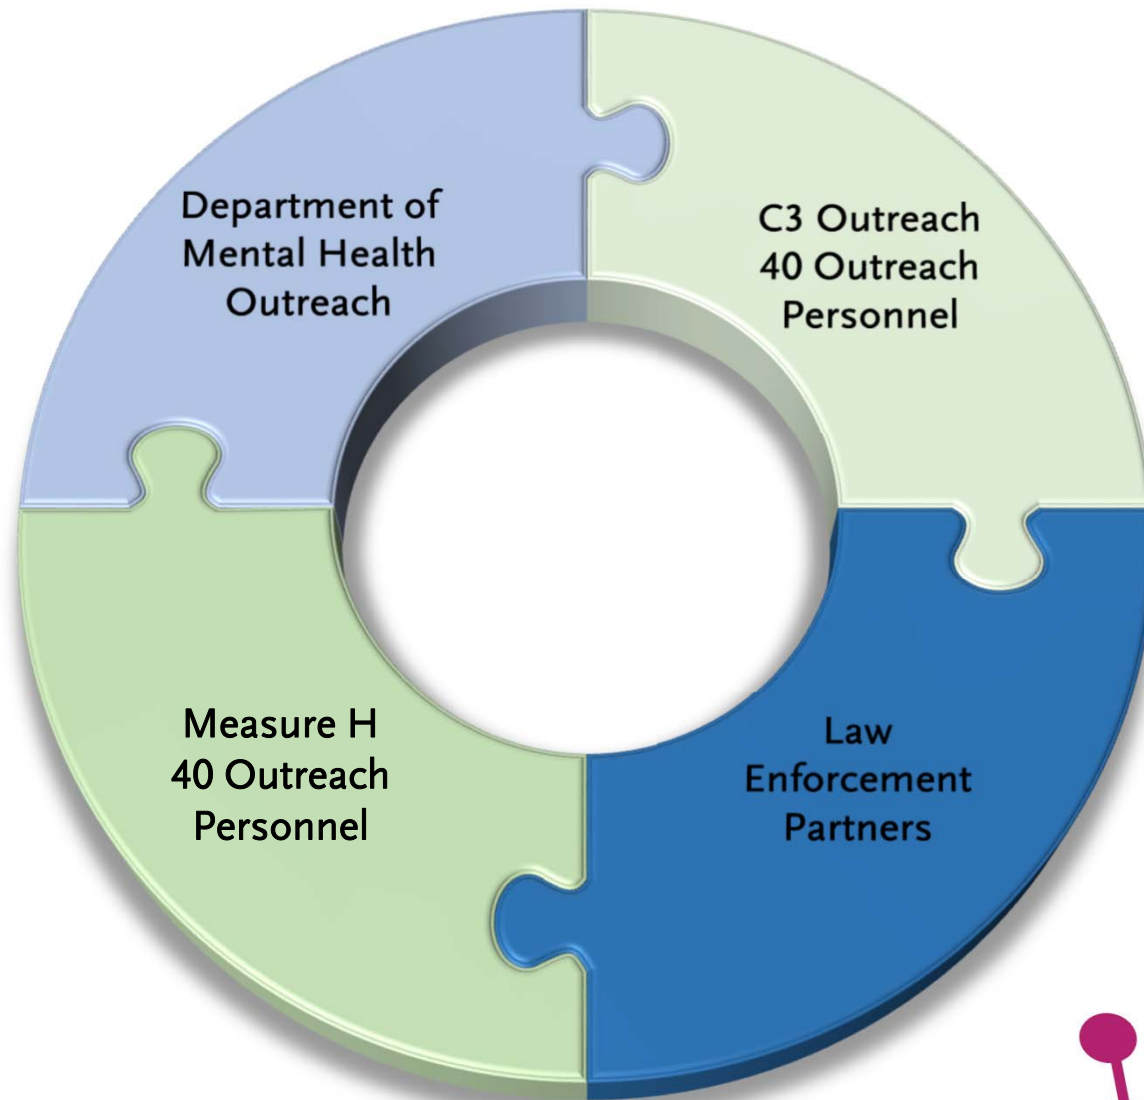 Department of
Mental Health
Outreach
C3 Outreach
40 Outreach
Personnel
Measure H
40 Outreach
Personnel
Law
Enforcement
Partners